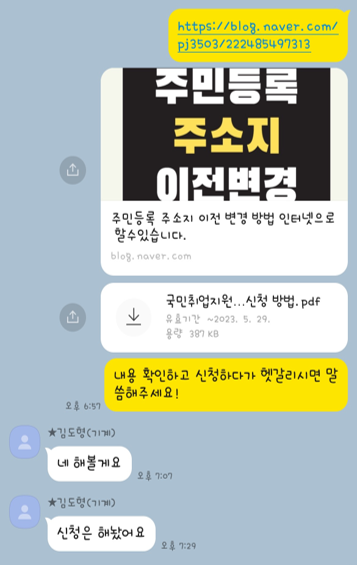 https://blog.naver.com/
pj3503/222485497313
주민등록
주소지
이전변경
주민등록 주소지 이전 변경 방법 인터넷으로
할수있습니다.
blog.naver.com
국민취업지원...신청 방법.pdf
유효기간 ~2023. 5. 29.
용량 387 KB
내용 확인하고 신청하다가 헷갈리시면 말
씀해주세요!
오후 6:57
★김도형(기계)
네 해볼게요
오후 7:07
★김도형(기계)
신청은 해놨어요
오후 7:29